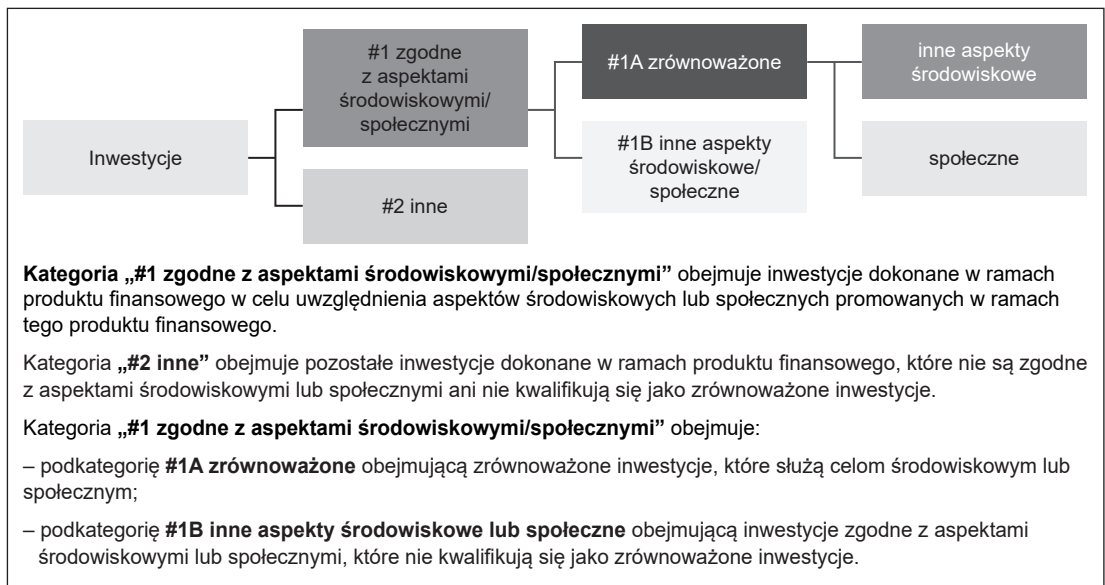 Inwestycje
#1 zgodne
z aspektami
środowiskowymi/
społecznymi
#2 inne
#1A zrównoważone
#1B inne aspekty
środowiskowe/
społeczne
inne aspekty
środowiskowe
społeczne
Kategoria „#1 zgodne z aspektami środowiskowymi/społecznymi” obejmuje inwestycje dokonane w ramach
produktu finansowego w celu uwzględnienia aspektów środowiskowych lub społecznych promowanych w ramach
tego produktu finansowego.
Kategoria „#2 inne” obejmuje pozostałe inwestycje dokonane w ramach produktu finansowego, które nie są zgodne
z aspektami środowiskowymi lub społecznymi ani nie kwalifikują się jako zrównoważone inwestycje.
Kategoria „#1 zgodne z aspektami środowiskowymi/społecznymi” obejmuje:
– podkategorię #1A zrównoważone obejmującą zrównoważone inwestycje, które służą celom środowiskowym lub
społecznym;
– podkategorię #1B inne aspekty środowiskowe lub społeczne obejmującą inwestycje zgodne z aspektami
środowiskowymi lub społecznymi, które nie kwalifikują się jako zrównoważone inwestycje.